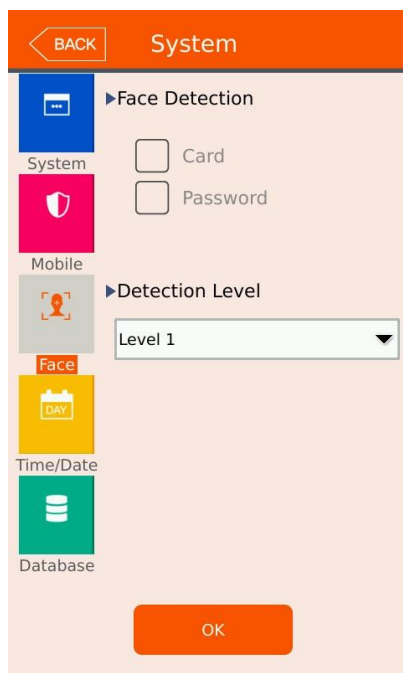 BACK
System
▶Face Detection
System
Card
Password
Mobile
▶Detection Level
Level 1
Face
DAY
Time/Date
Database
OK